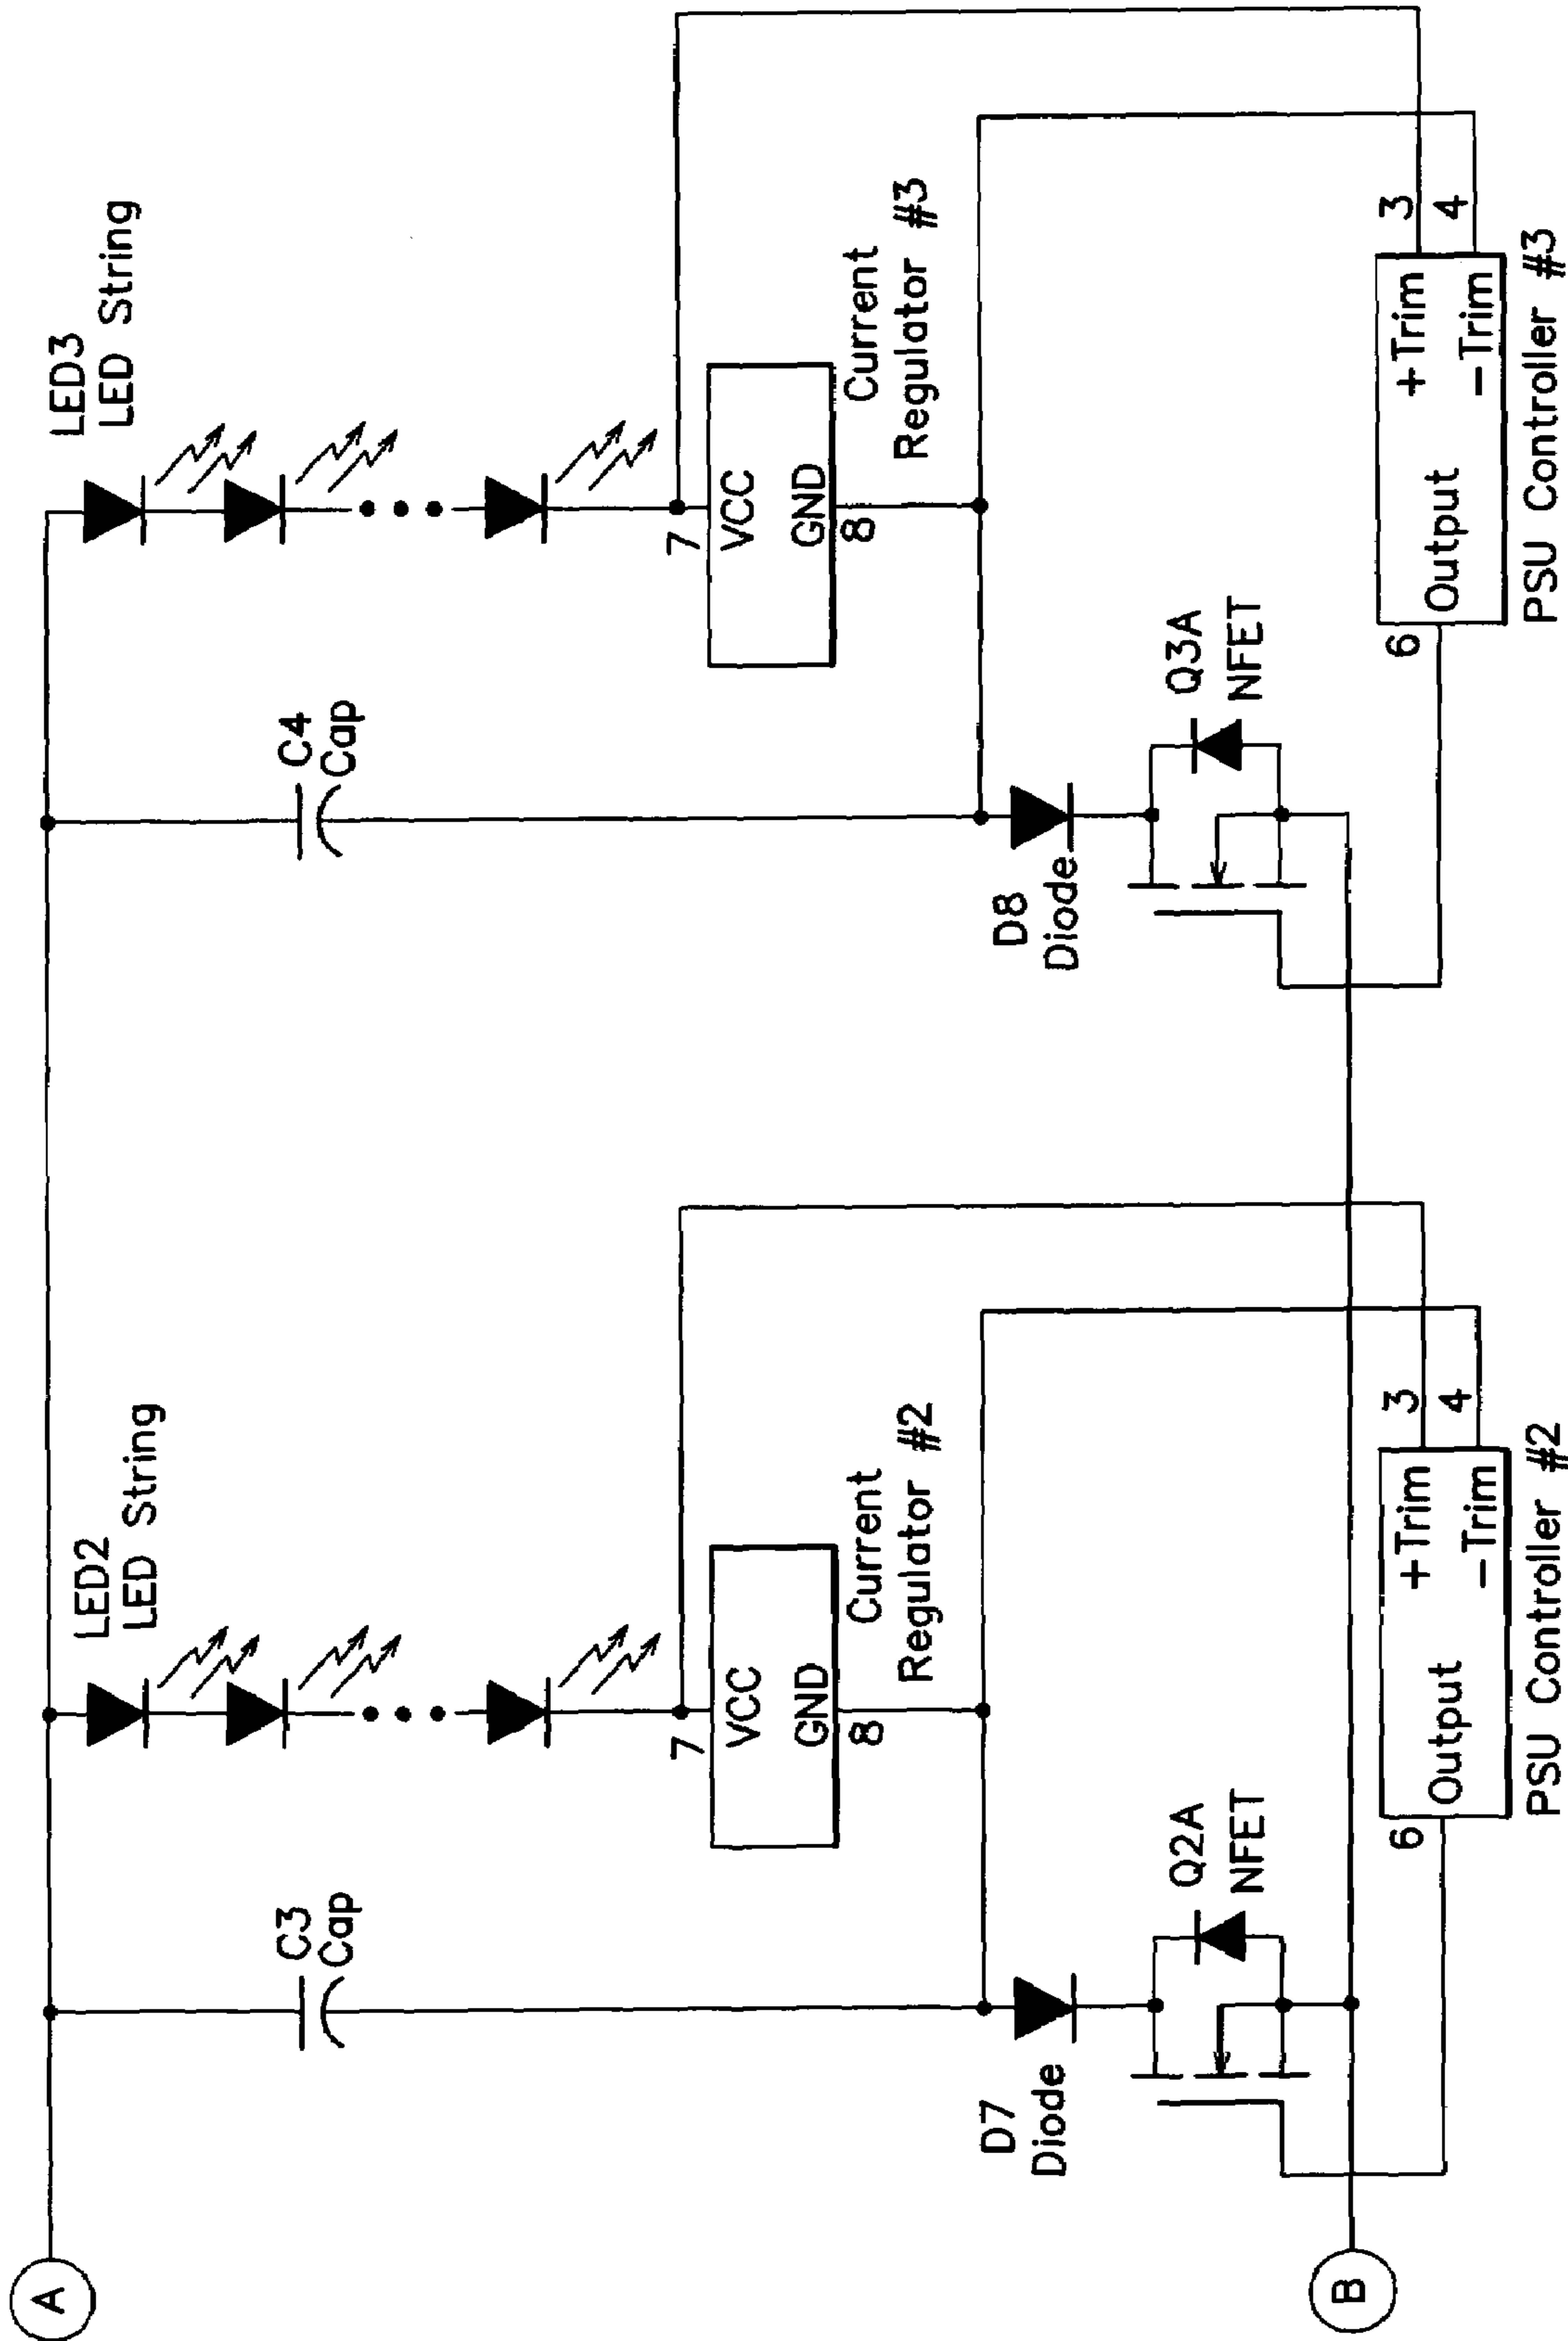 A
B
C3
Cap
LED2
LED String
7
VCC
GND
8
Current
Regulator #2
D7
Diode
Q2A
NFET
6
Output
+Trim
-Trim
3
4
PSU Controller #2
C4
Cap
LED3
LED String
7
VCC
GND
8
Current
Regulator #3
D8
Diode
Q3A
NFET
6
Output
+Trim
-Trim
3
4
PSU Controller #3